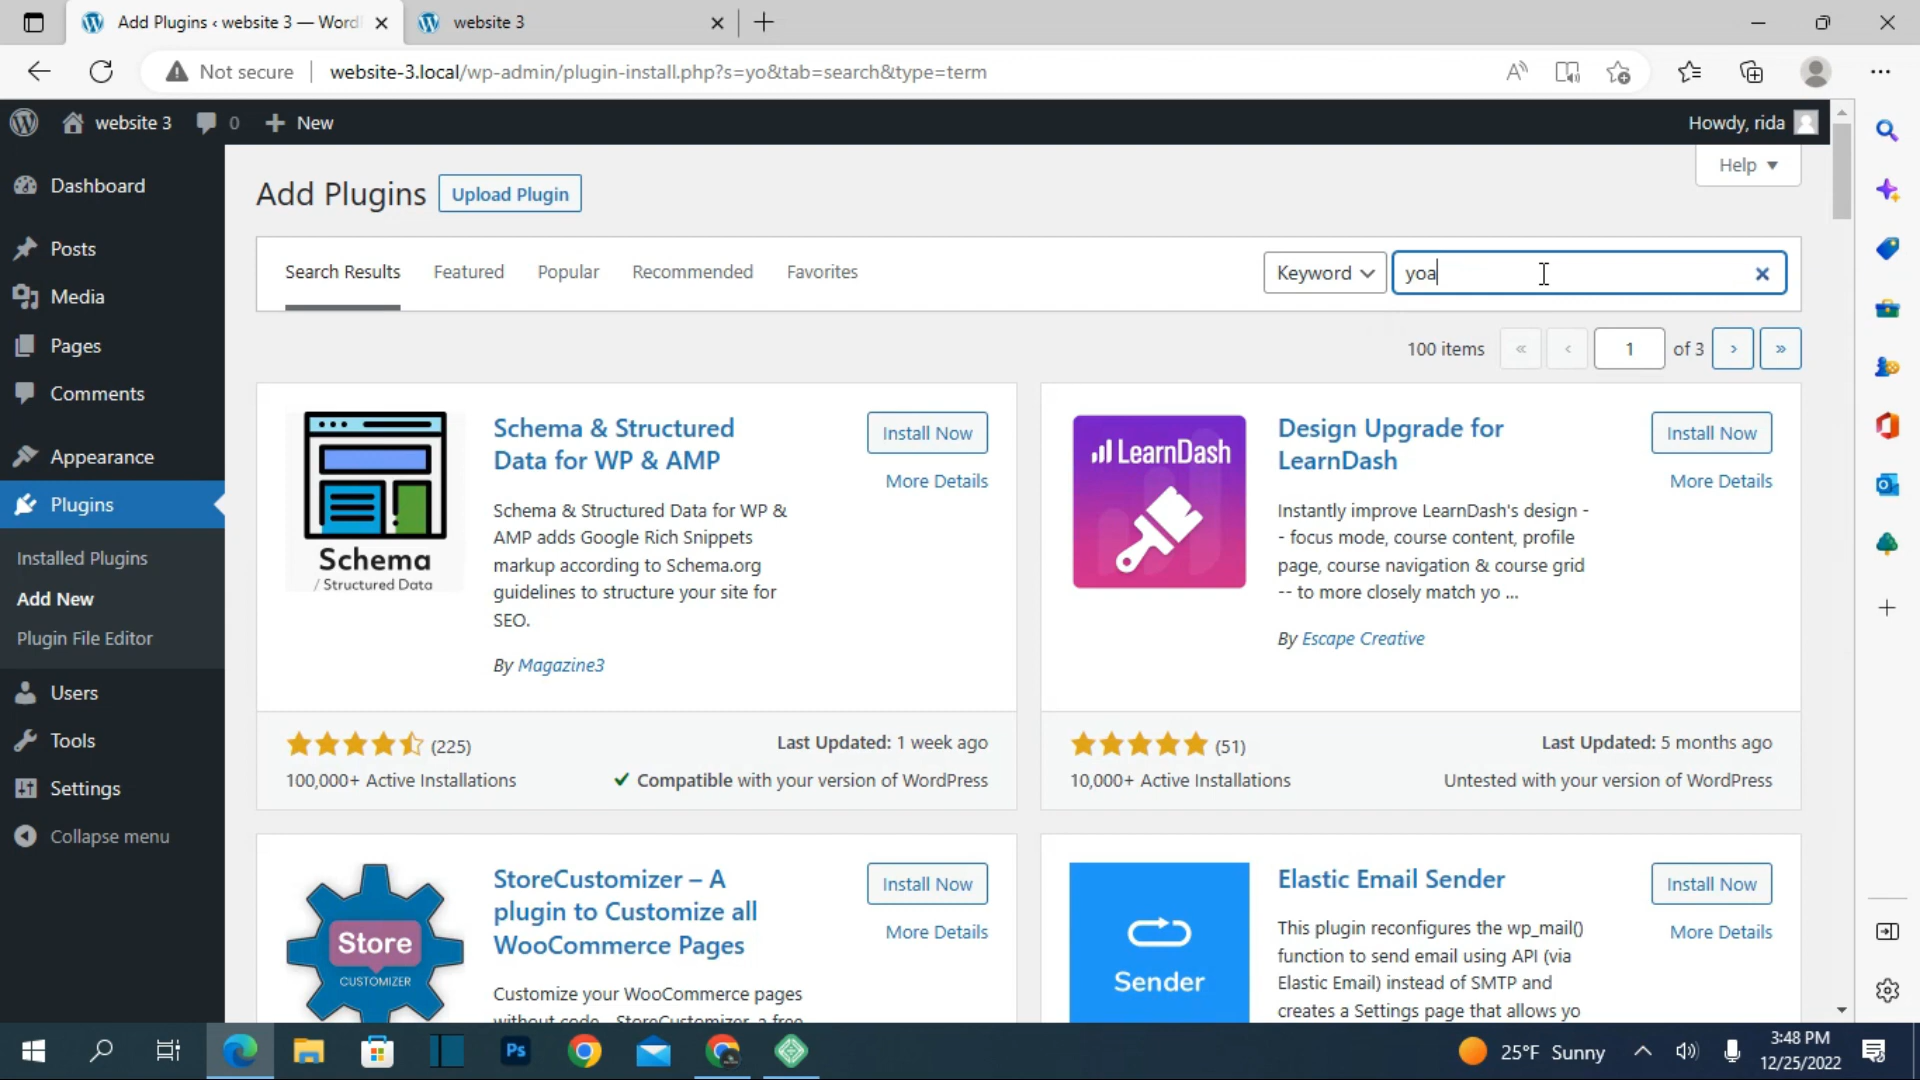 Add Plugins ‹ website 3 — Word
website 3
Not secure
website-3.local/wp-admin/plugin-install.php?s=yo&tab=search&type=term
website 3
0
New
Howdy, rida
Help
Dashboard
Posts
Media
Pages
Comments
Appearance
Plugins
Installed Plugins
Add New
Plugin File Editor
Users
Tools
Settings
Collapse menu
Add Plugins
Upload Plugin
Search Results
Featured
Popular
Recommended
Favorites
Keyword
yoa
100 items
«
‹
1
of 3
›
»
Schema
/ Structured Data
Schema & Structured
Data for WP & AMP
Install Now
More Details
Schema & Structured Data for WP &
AMP adds Google Rich Snippets
markup according to Schema.org
guidelines to structure your site for
SEO.
By Magazine3
(225)
Last Updated: 1 week ago
100,000+ Active Installations
Compatible with your version of WordPress
LearnDash
Design Upgrade for
LearnDash
Install Now
More Details
Instantly improve LearnDash's design -
- focus mode, course content, profile
page, course navigation & course grid
-- to more closely match yo ...
By Escape Creative
(51)
Last Updated: 5 months ago
10,000+ Active Installations
Untested with your version of WordPress
Store
CUSTOMIZER
StoreCustomizer – A
plugin to Customize all
WooCommerce Pages
Install Now
More Details
Customize your WooCommerce pages
without code - StoreCustomizer, a free
Sender
Elastic Email Sender
Install Now
More Details
This plugin reconfigures the wp_mail()
function to send email using API (via
Elastic Email) instead of SMTP and
creates a Settings page that allows yo
Ps
25°F Sunny
3:48 PM
12/25/2022